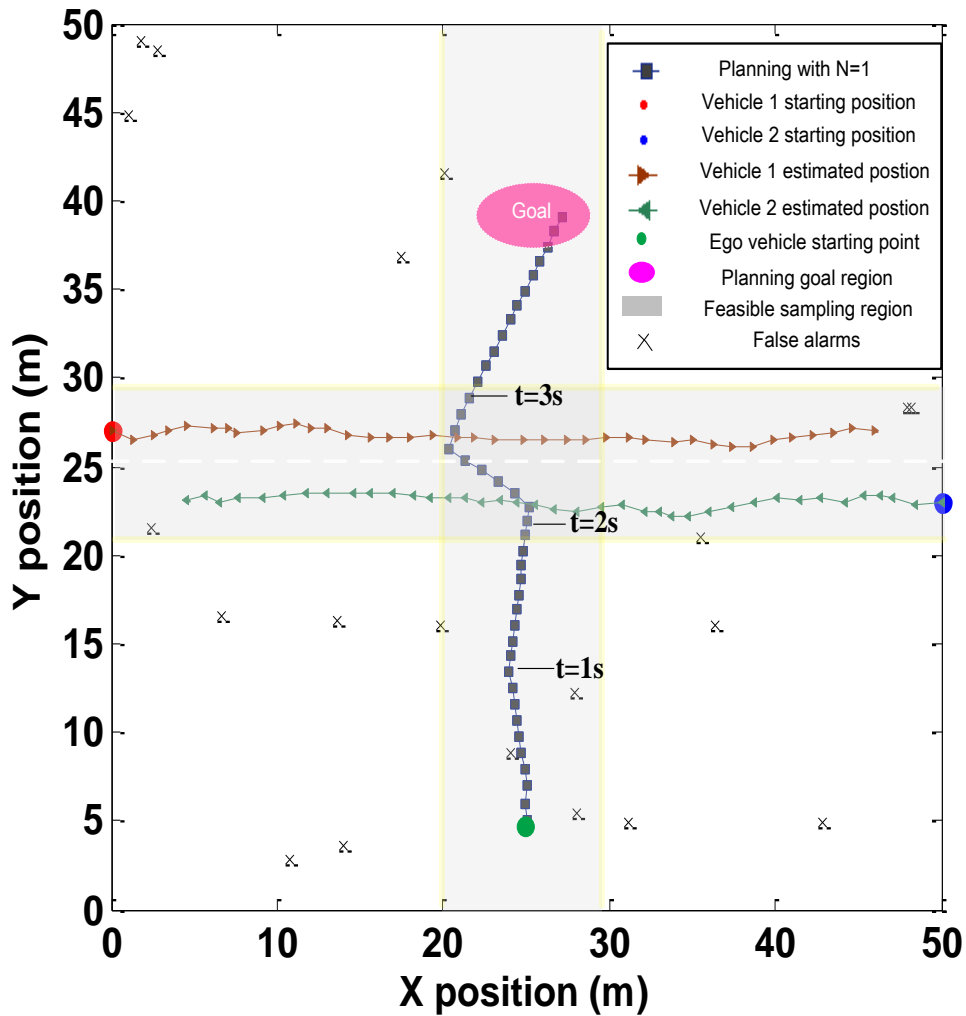 50
45
40
35
30
25
20
15
10
5
0
Y position (m)
0
10
20
30
40
50
X position (m)
Planning with N=1
Vehicle 1 starting position
Vehicle 2 starting position
Vehicle 1 estimated postion
Vehicle 2 estimated postion
Ego vehicle starting point
Planning goal region
Feasible sampling region
False alarms
Goal
t=3s
t=2s
t=1s